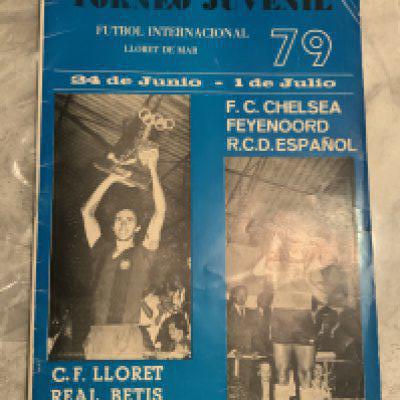 TORNEO JUVENIL
FUTBOL INTERNACIONAL
LLORET DE MAR
79
24 de Junio - 1 de Julio
F. C. CHELSEA
FEYENOORD
R.C.D. ESPAÑOL
C.F. LLORET
REAL BETIS